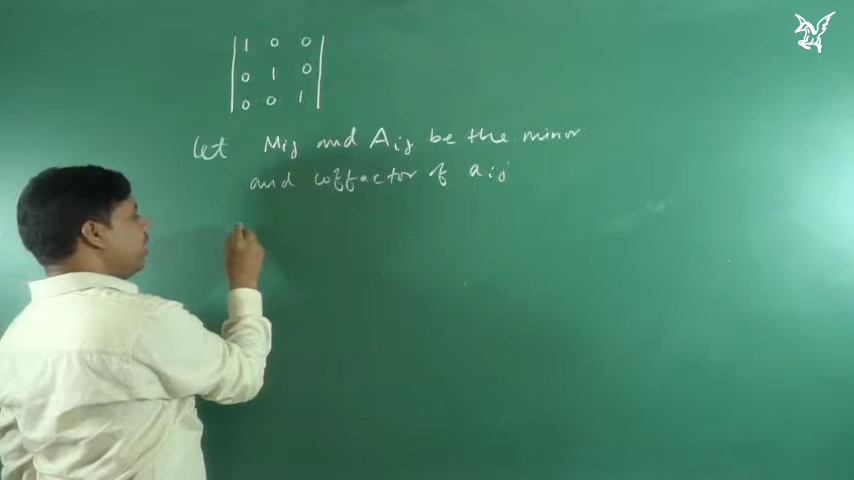 | 1 0 0 |
| 0 1 0 |
| 0 0 1 |
Let Mij and Aij be the minor
and coffactor of aij